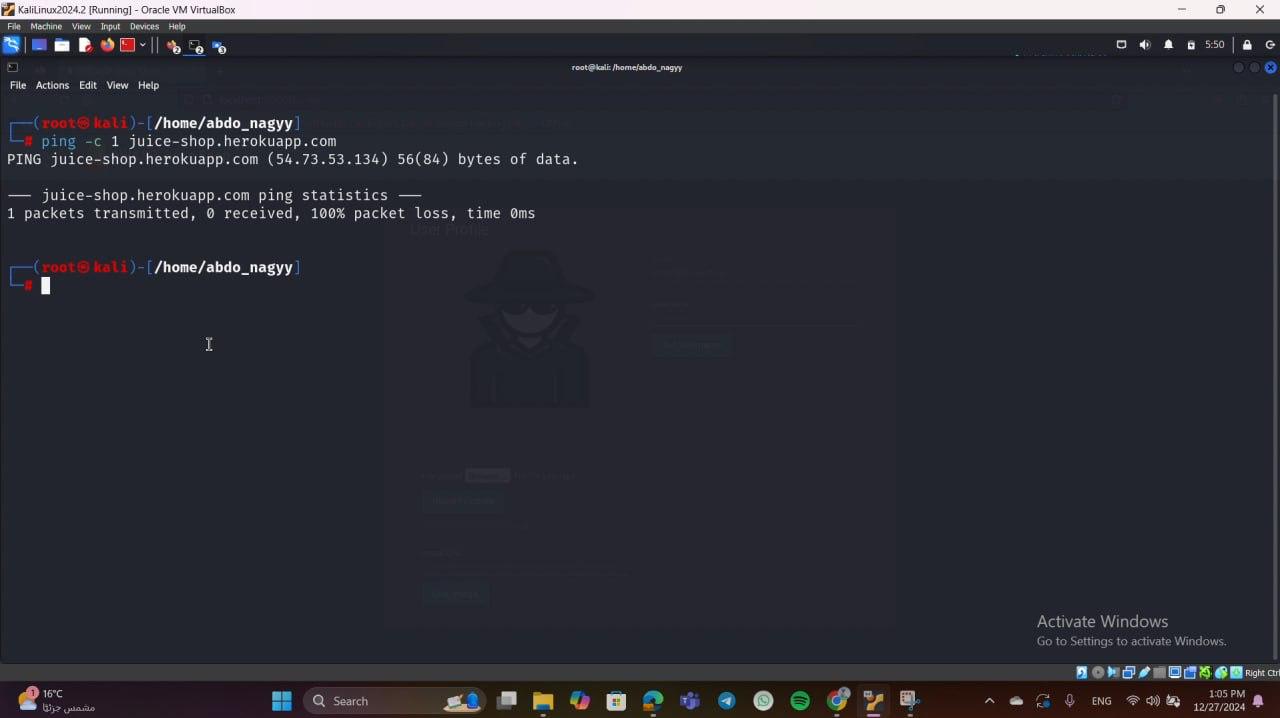 KaliLinux2024.2 [Running] - Oracle VM VirtualBox
File Machine View Input Devices Help
5:50
root@kali: /home/abdo_nagyy
File Actions Edit View Help
┌──(root㉿kali)-[/home/abdo_nagyy]
└─# ping -c 1 juice-shop.herokuapp.com
PING juice-shop.herokuapp.com (54.73.53.134) 56(84) bytes of data.
--- juice-shop.herokuapp.com ping statistics ---
1 packets transmitted, 0 received, 100% packet loss, time 0ms
┌──(root㉿kali)-[/home/abdo_nagyy]
└─#
User Profile
Activate Windows
Go to Settings to activate Windows.
Right Ctrl
16°C
مشمس جزئيًا
Search
ENG
1:05 PM
12/27/2024